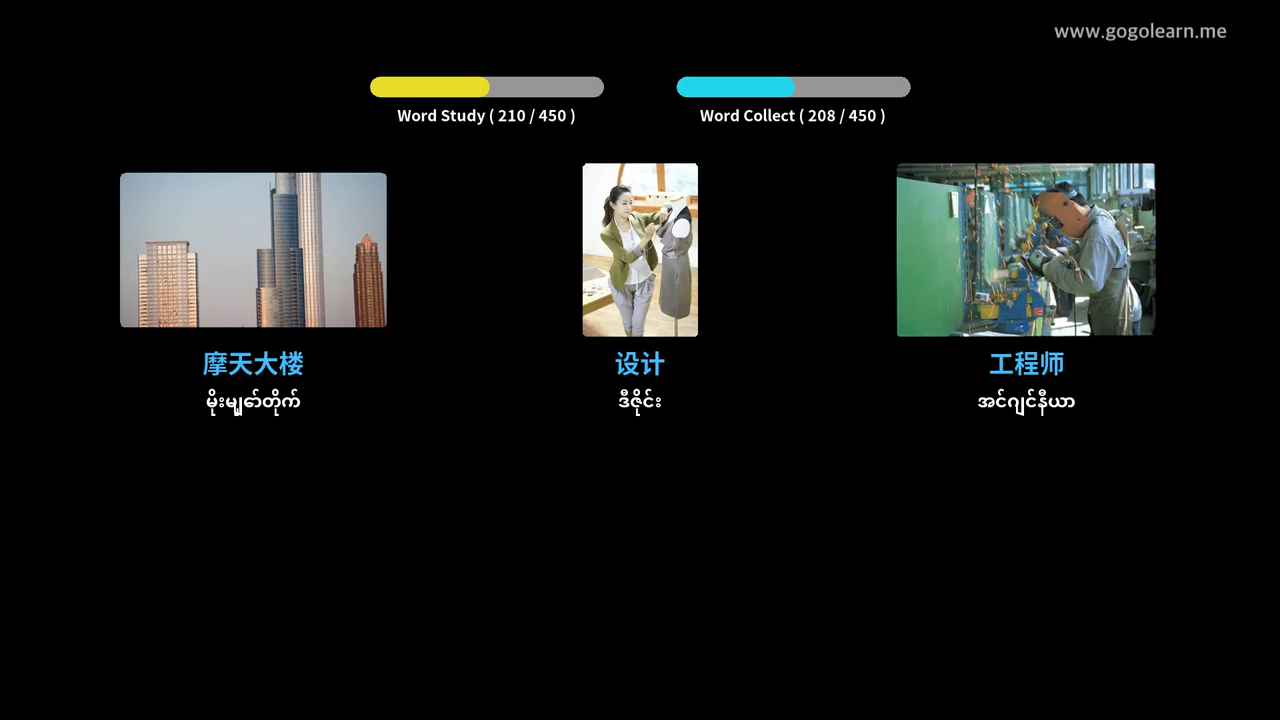 www.gogolearn.me
Word Study ( 210 / 450 )
Word Collect ( 208 / 450 )
摩天大楼
设计
工程师
မိုးမျှော်တိုက်
ဒီဇိုင်း
အင်ဂျင်နီယာ